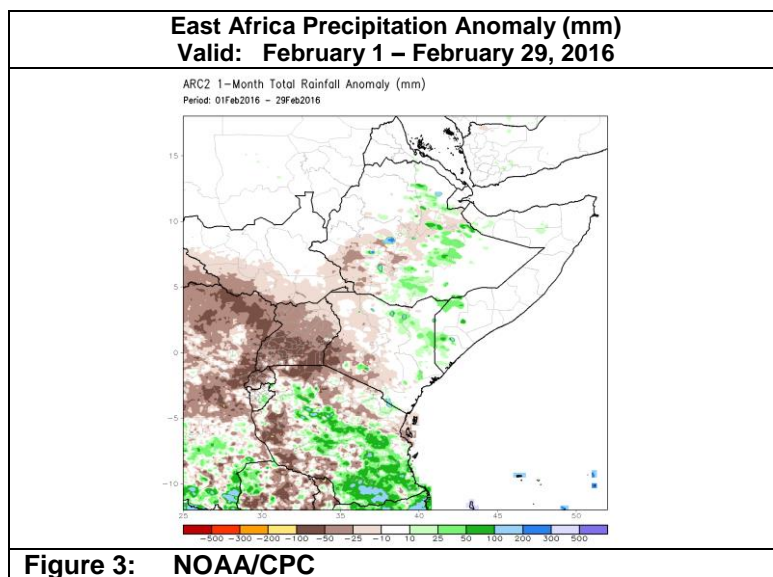 East Africa Precipitation Anomaly (mm)
Valid: February 1 – February 29, 2016
ARC2 1-Month Total Rainfall Anomaly (mm)
Period: 01Feb2016 - 29Feb2016
15
10
5
0
-5
-10
25 30 35 40 45 50
-500 -300 -200 -100 -50 -25 -10 10 25 50 100 200 300 500
Figure 3: NOAA/CPC